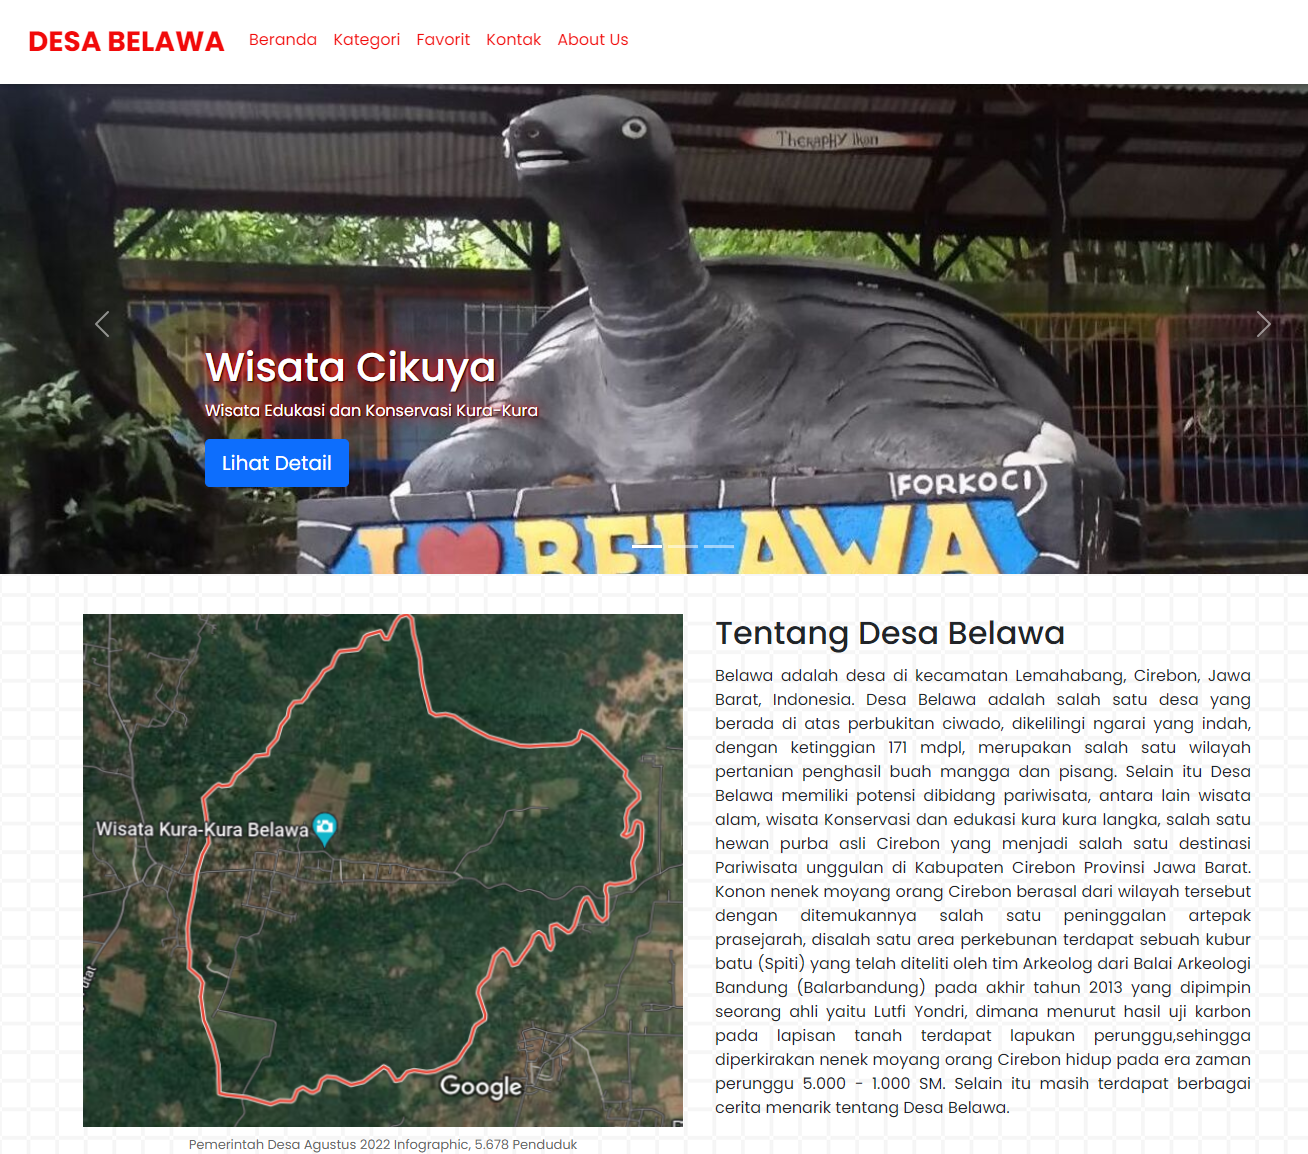 DESA BELAWA
Beranda Kategori Favorit Kontak About Us
Theraphy Ikan
Wisata Cikuya
Wisata Edukasi dan Konservasi Kura-Kura
Lihat Detail
FORKOCI
I BELAWA
Wisata Kura-Kura Belawa
Google
Pemerintah Desa Agustus 2022 Infographic, 5.678 Penduduk
Tentang Desa Belawa
Belawa adalah desa di kecamatan Lemahabang, Cirebon, Jawa
Barat, Indonesia. Desa Belawa adalah salah satu desa yang
berada di atas perbukitan ciwado, dikelilingi ngarai yang indah,
dengan ketinggian 171 mdpl, merupakan salah satu wilayah
pertanian penghasil buah mangga dan pisang. Selain itu Desa
Belawa memiliki potensi dibidang pariwisata, antara lain wisata
alam, wisata Konservasi dan edukasi kura kura langka, salah satu
hewan purba asli Cirebon yang menjadi salah satu destinasi
Pariwisata unggulan di Kabupaten Cirebon Provinsi Jawa Barat.
Konon nenek moyang orang Cirebon berasal dari wilayah tersebut
dengan ditemukannya salah satu peninggalan artepak
prasejarah, disalah satu area perkebunan terdapat sebuah kubur
batu (Spiti) yang telah diteliti oleh tim Arkeolog dari Balai Arkeologi
Bandung (Balarbandung) pada akhir tahun 2013 yang dipimpin
seorang ahli yaitu Lutfi Yondri, dimana menurut hasil uji karbon
pada lapisan tanah terdapat lapukan perunggu,sehingga
diperkirakan nenek moyang orang Cirebon hidup pada era zaman
perunggu 5.000 - 1.000 SM. Selain itu masih terdapat berbagai
cerita menarik tentang Desa Belawa.